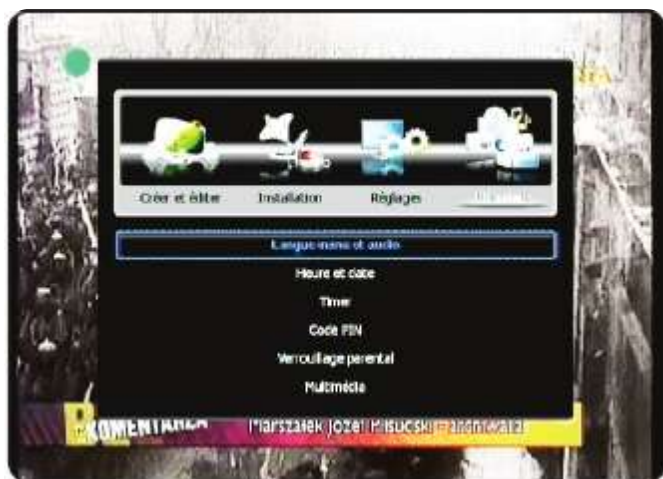 Créer et éditer Installation Réglages
Langue menu et audio
Heure et date
Timer
Code PIN
Verrouillage parental
Multimédia
KOMENTARZA
Marszałek Józef Piłsudski - archiwalia